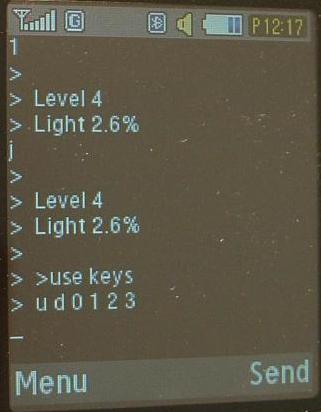 G P12:17
1
>
> Level 4
> Light 2.6%
j
>
> Level 4
> Light 2.6%
>
> >use keys
> u d 0 1 2 3
_
Menu Send